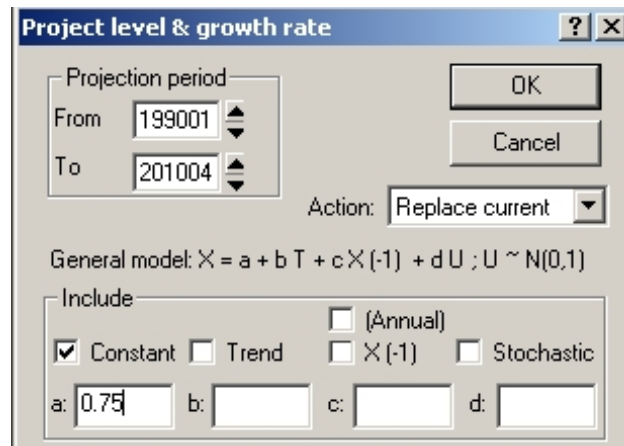 Project level & growth rate
? X
Projection period
From 199001
To 201004
OK
Cancel
Action: Replace current
General model: X = a + b T + c X (-1) + d U ; U ~ N(0,1)
Include
(Annual)
Constant Trend X (-1) Stochastic
a: 0.75 b: c: d: